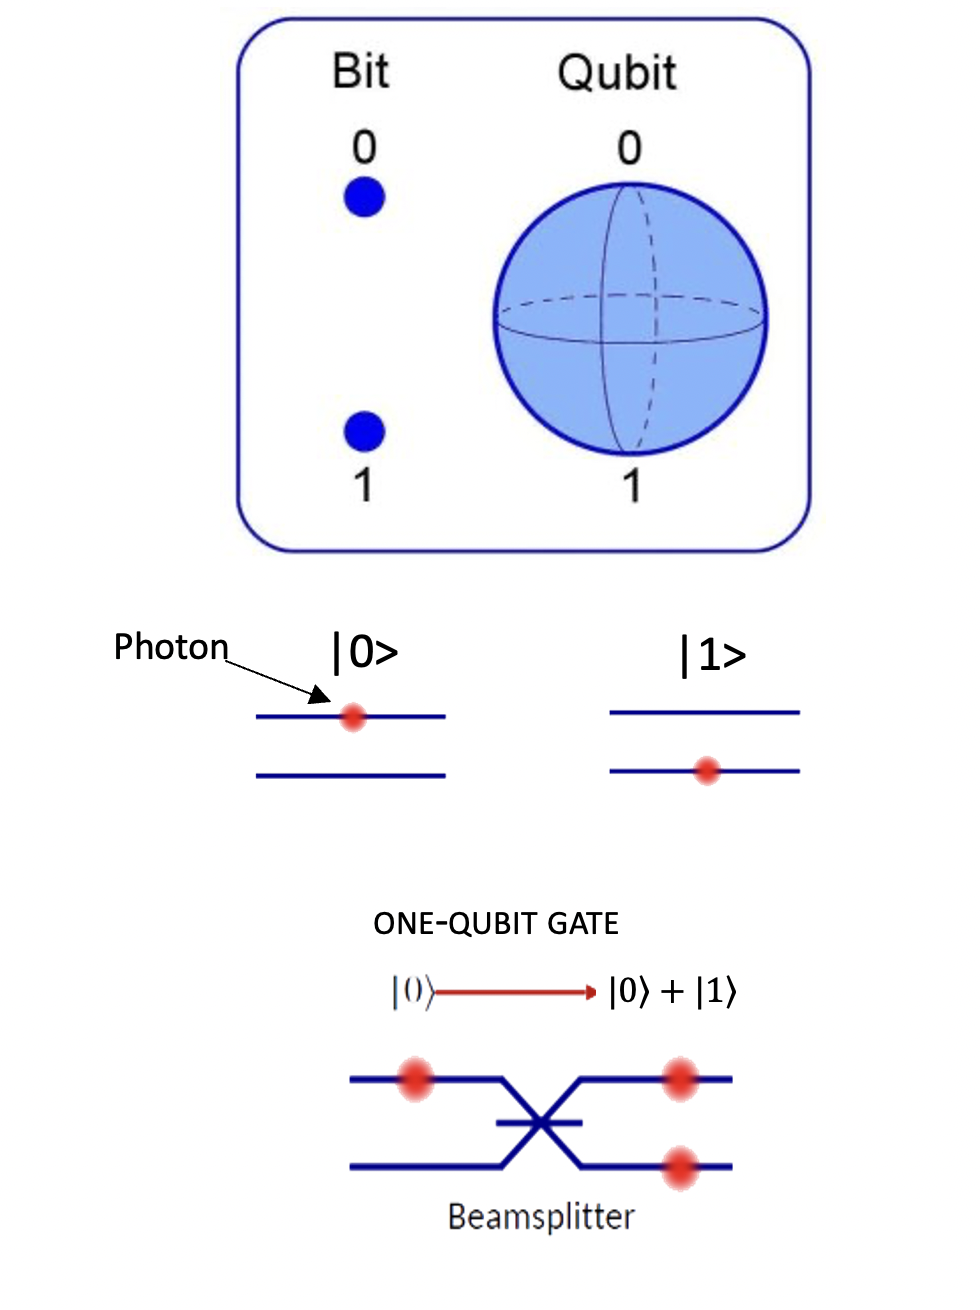 Bit Qubit
0 0
1 1
Photon |0> |1>
ONE-QUBIT GATE
|0⟩ |0⟩ + |1⟩
Beamsplitter